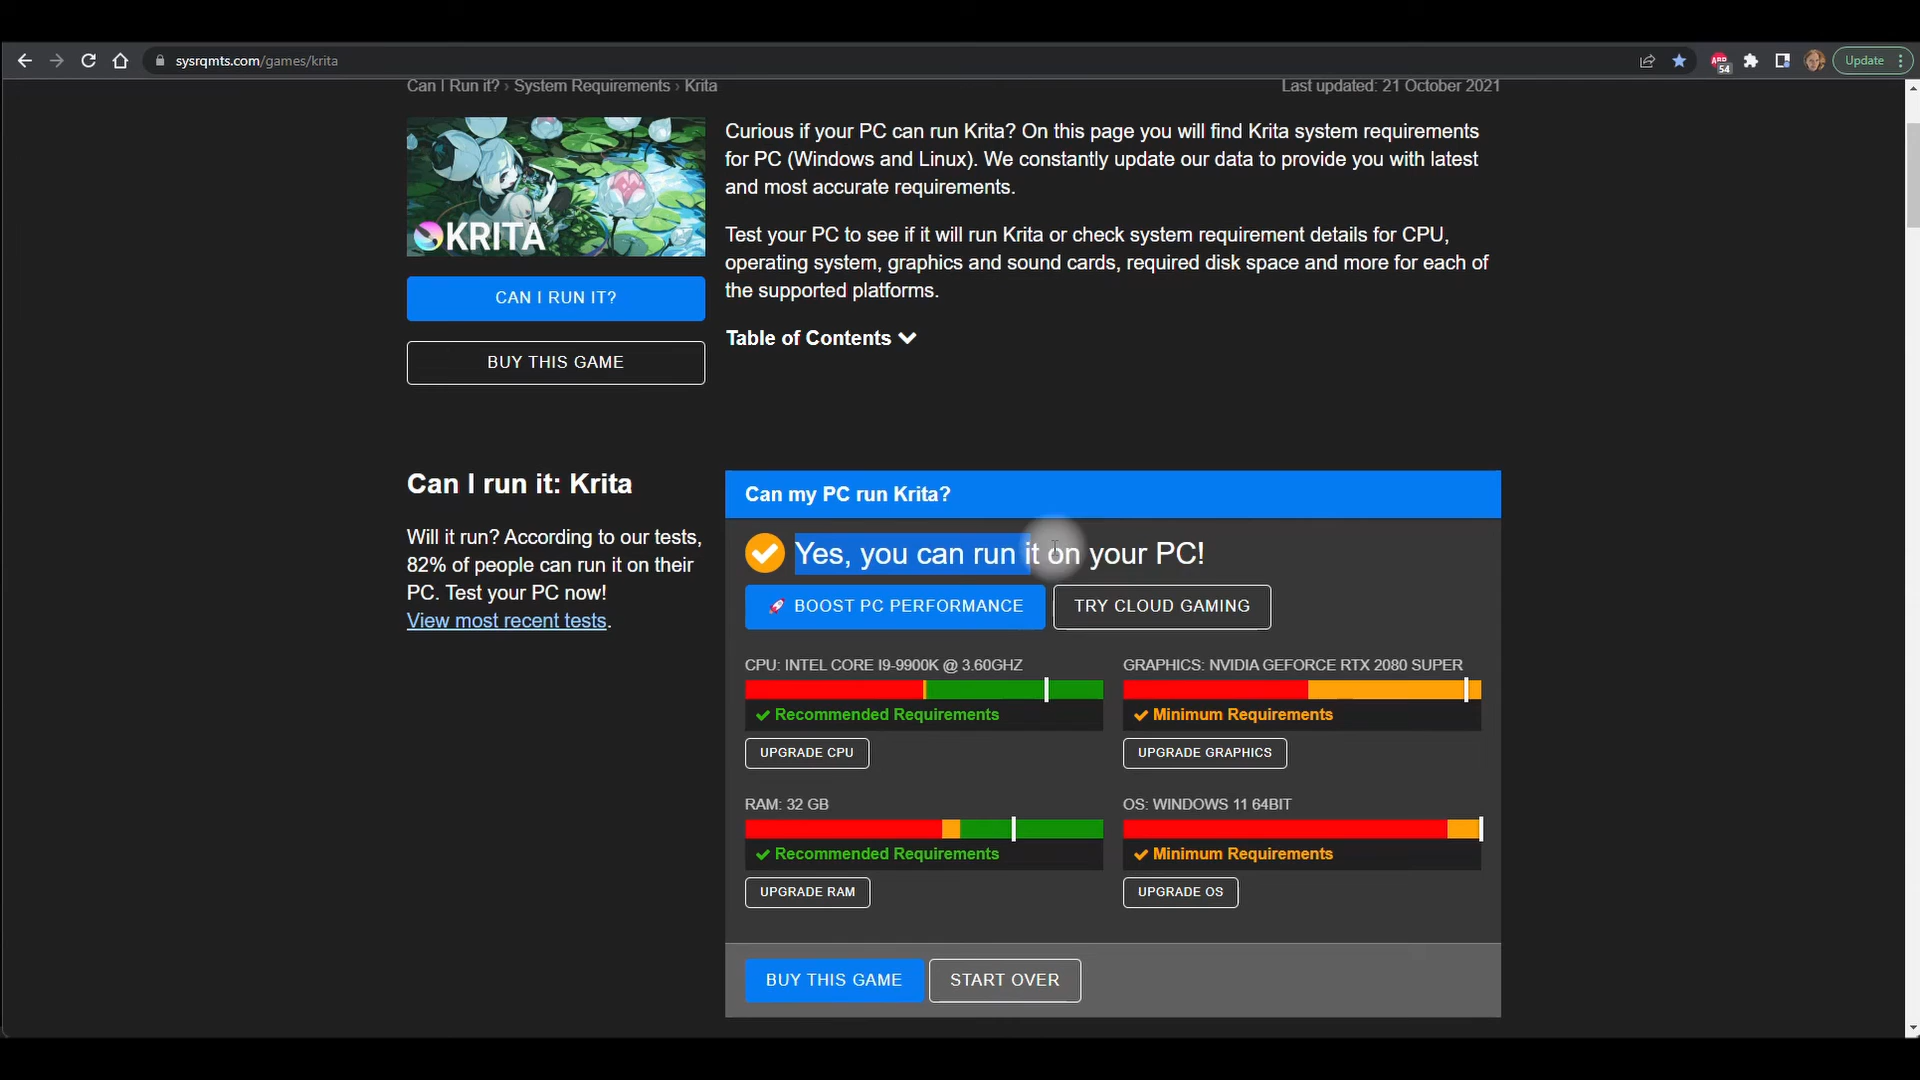 sysrqmts.com/games/krita
54
Update
Can I Run it? › System Requirements › Krita
Last updated: 21 October 2021
KRITA
CAN I RUN IT?
BUY THIS GAME
Curious if your PC can run Krita? On this page you will find Krita system requirements
for PC (Windows and Linux). We constantly update our data to provide you with latest
and most accurate requirements.
Test your PC to see if it will run Krita or check system requirement details for CPU,
operating system, graphics and sound cards, required disk space and more for each of
the supported platforms.
Table of Contents
Can I run it: Krita
Will it run? According to our tests,
82% of people can run it on their
PC. Test your PC now!
View most recent tests.
Can my PC run Krita?
Yes, you can run it on your PC!
BOOST PC PERFORMANCE
TRY CLOUD GAMING
CPU: INTEL CORE I9-9900K @ 3.60GHZ
Recommended Requirements
UPGRADE CPU
GRAPHICS: NVIDIA GEFORCE RTX 2080 SUPER
Minimum Requirements
UPGRADE GRAPHICS
RAM: 32 GB
Recommended Requirements
UPGRADE RAM
OS: WINDOWS 11 64BIT
Minimum Requirements
UPGRADE OS
BUY THIS GAME
START OVER